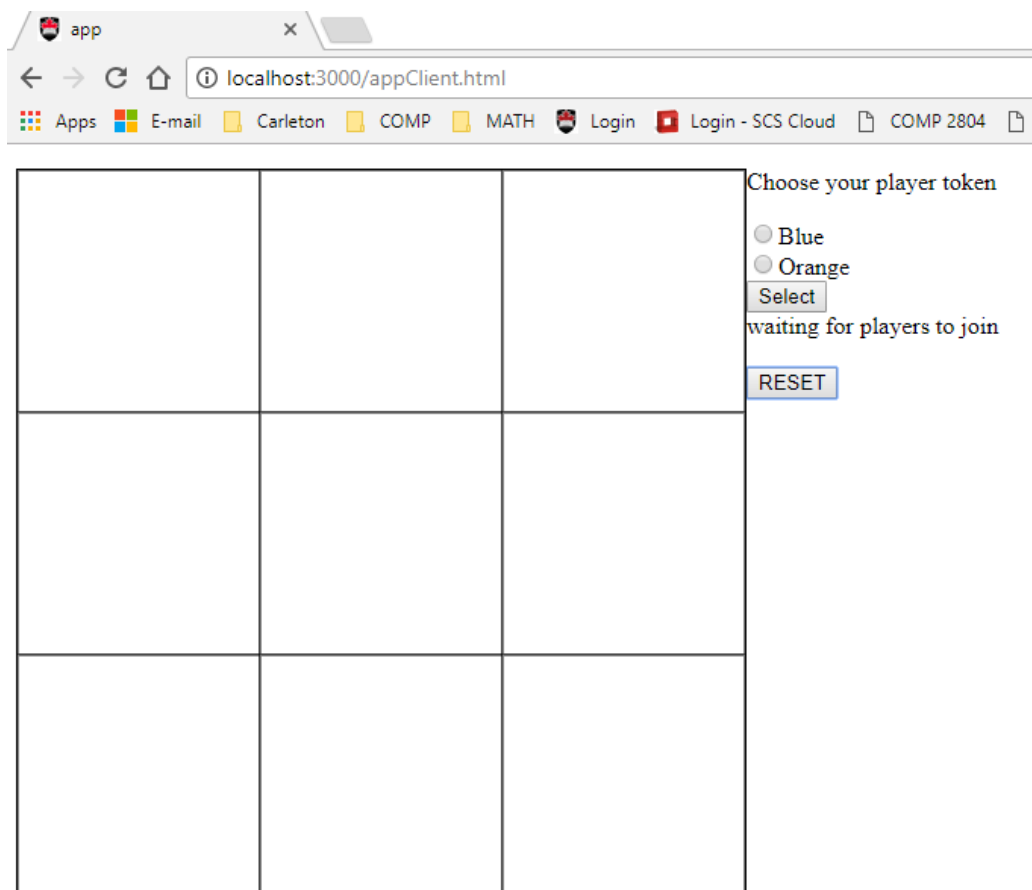 app
localhost:3000/appClient.html
Apps E-mail Carleton COMP MATH Login Login - SCS Cloud COMP 2804
Choose your player token
Blue
Orange
Select
waiting for players to join
RESET